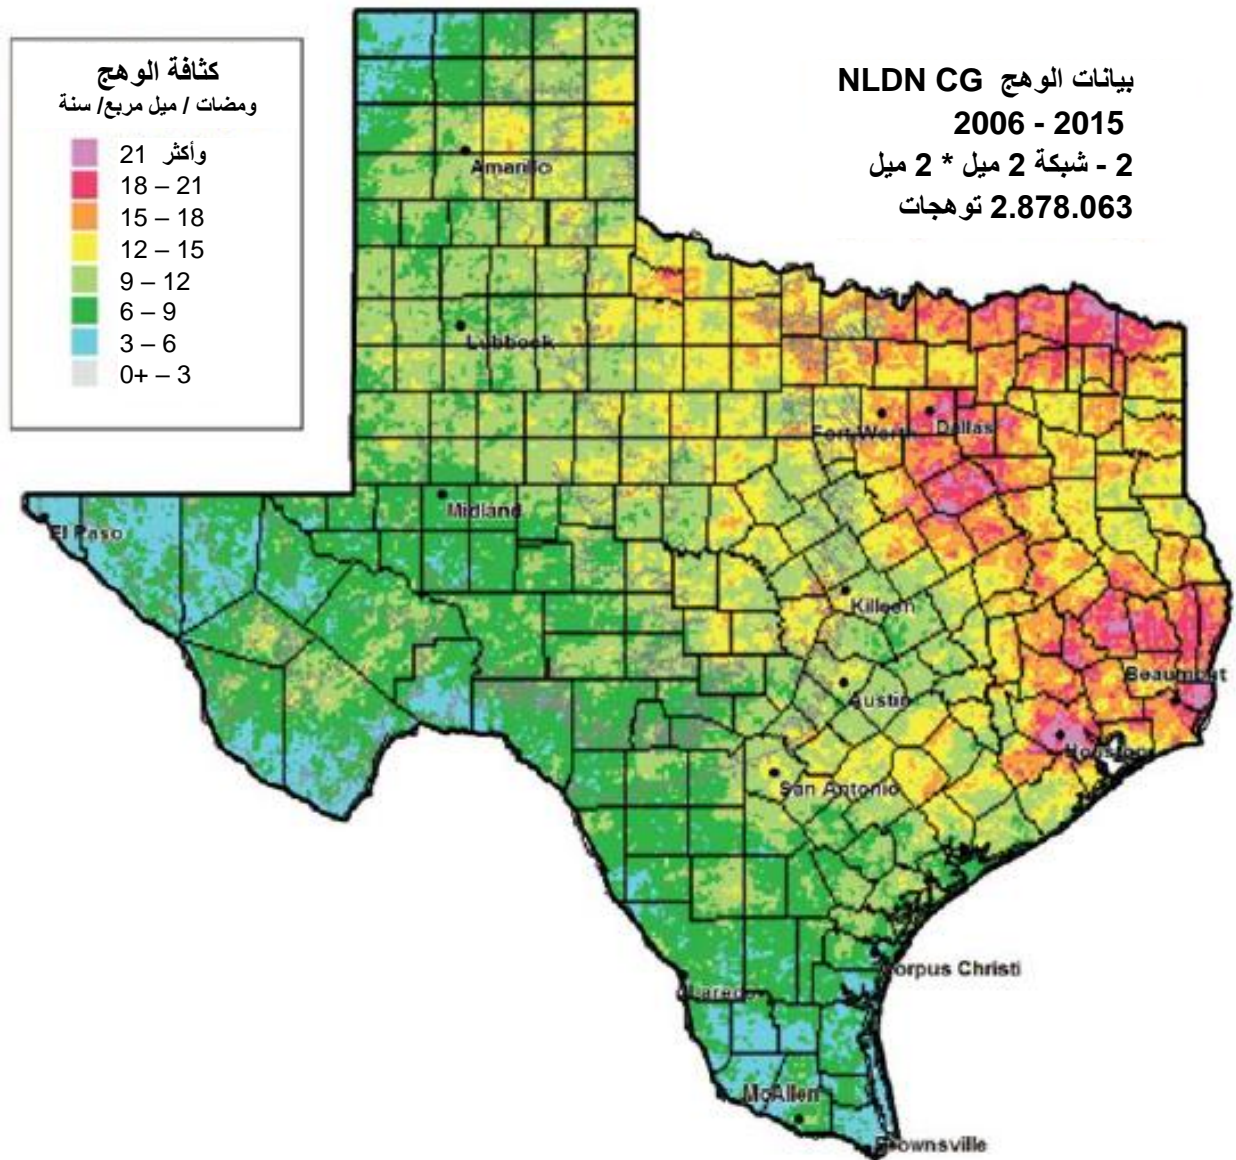 كثافة الوهج
ومضات / ميل مربع/ سنة
21 وأكثر
18 – 21
15 – 18
12 – 15
9 – 12
6 – 9
3 – 6
0+ – 3
بيانات الوهج NLDN CG
2006 - 2015
2 - شبكة 2 ميل * 2 ميل
2.878.063 توهجات
Amarillo
Lubbock
Fort Worth
Dallas
Midland
El Paso
Killeen
Beaumont
Austin
Houston
San Antonio
Corpus Christi
Laredo
McAllen
Brownsville